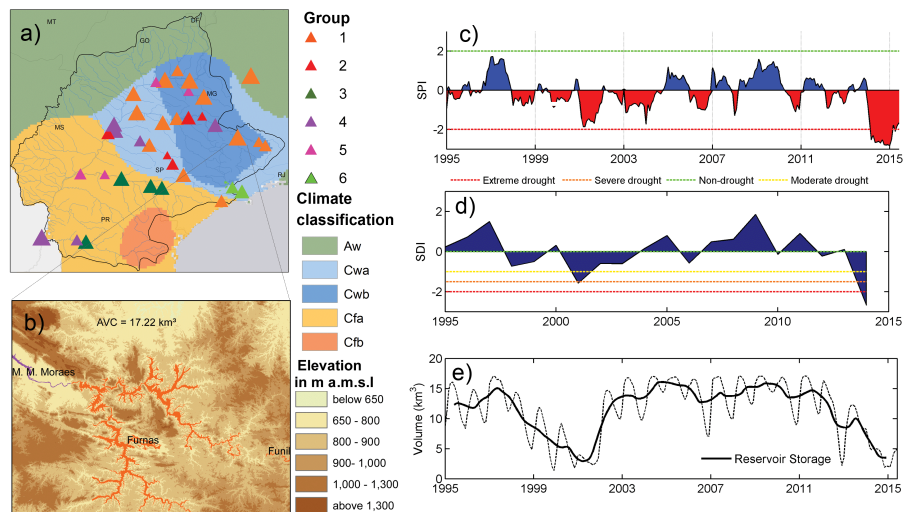 a)
MT
DF
GO
MG
MS
SP
RJ
PR
Group
1
2
3
4
5
6
Climate
classification
Aw
Cwa
Cwb
Cfa
Cfb
b)
AVC = 17.22 km³
M. M. Moraes
Furnas
Funil
Elevation
in m a.m.s.l
below 650
650 - 800
800 - 900
900- 1,000
1,000 - 1,300
above 1,300
c)
SPI
2
0
-2
1995 1999 2003 2007 2011 2015
Extreme drought Severe drought Non-drought Moderate drought
d)
SDI
2
0
-2
1995 2000 2005 2010 2015
e)
Volume (km³)
20
15
10
5
0
Reservoir Storage
1995 1999 2003 2007 2011 2015